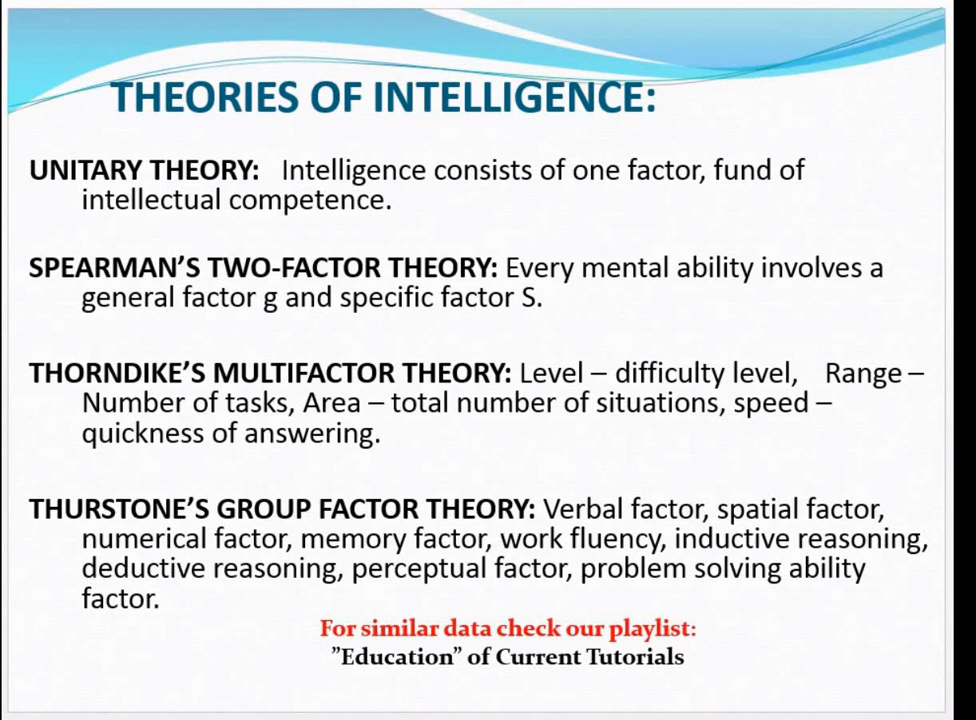 THEORIES OF INTELLIGENCE:
UNITARY THEORY: Intelligence consists of one factor, fund of
intellectual competence.
SPEARMAN’S TWO-FACTOR THEORY: Every mental ability involves a
general factor g and specific factor S.
THORNDIKE’S MULTIFACTOR THEORY: Level – difficulty level, Range –
Number of tasks, Area – total number of situations, speed –
quickness of answering.
THURSTONE’S GROUP FACTOR THEORY: Verbal factor, spatial factor,
numerical factor, memory factor, work fluency, inductive reasoning,
deductive reasoning, perceptual factor, problem solving ability
factor.
For similar data check our playlist:
”Education” of Current Tutorials